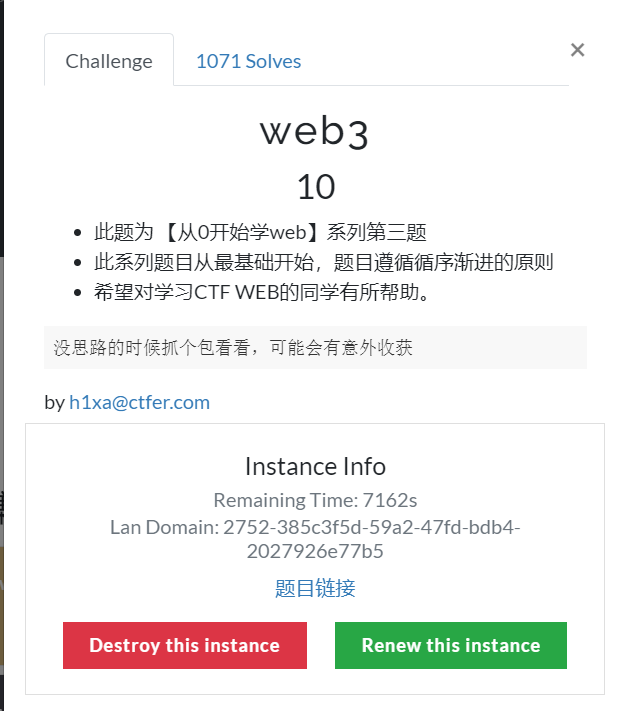 Challenge
1071 Solves
×
web3
10
此题为 【从0开始学web】系列第三题
此系列题目从最基础开始，题目遵循循序渐进的原则
希望对学习CTF WEB的同学有所帮助。
没思路的时候抓个包看看，可能会有意外收获
by h1xa@ctfer.com
Instance Info
Remaining Time: 7162s
Lan Domain: 2752-385c3f5d-59a2-47fd-bdb4-
2027926e77b5
题目链接
Destroy this instance
Renew this instance